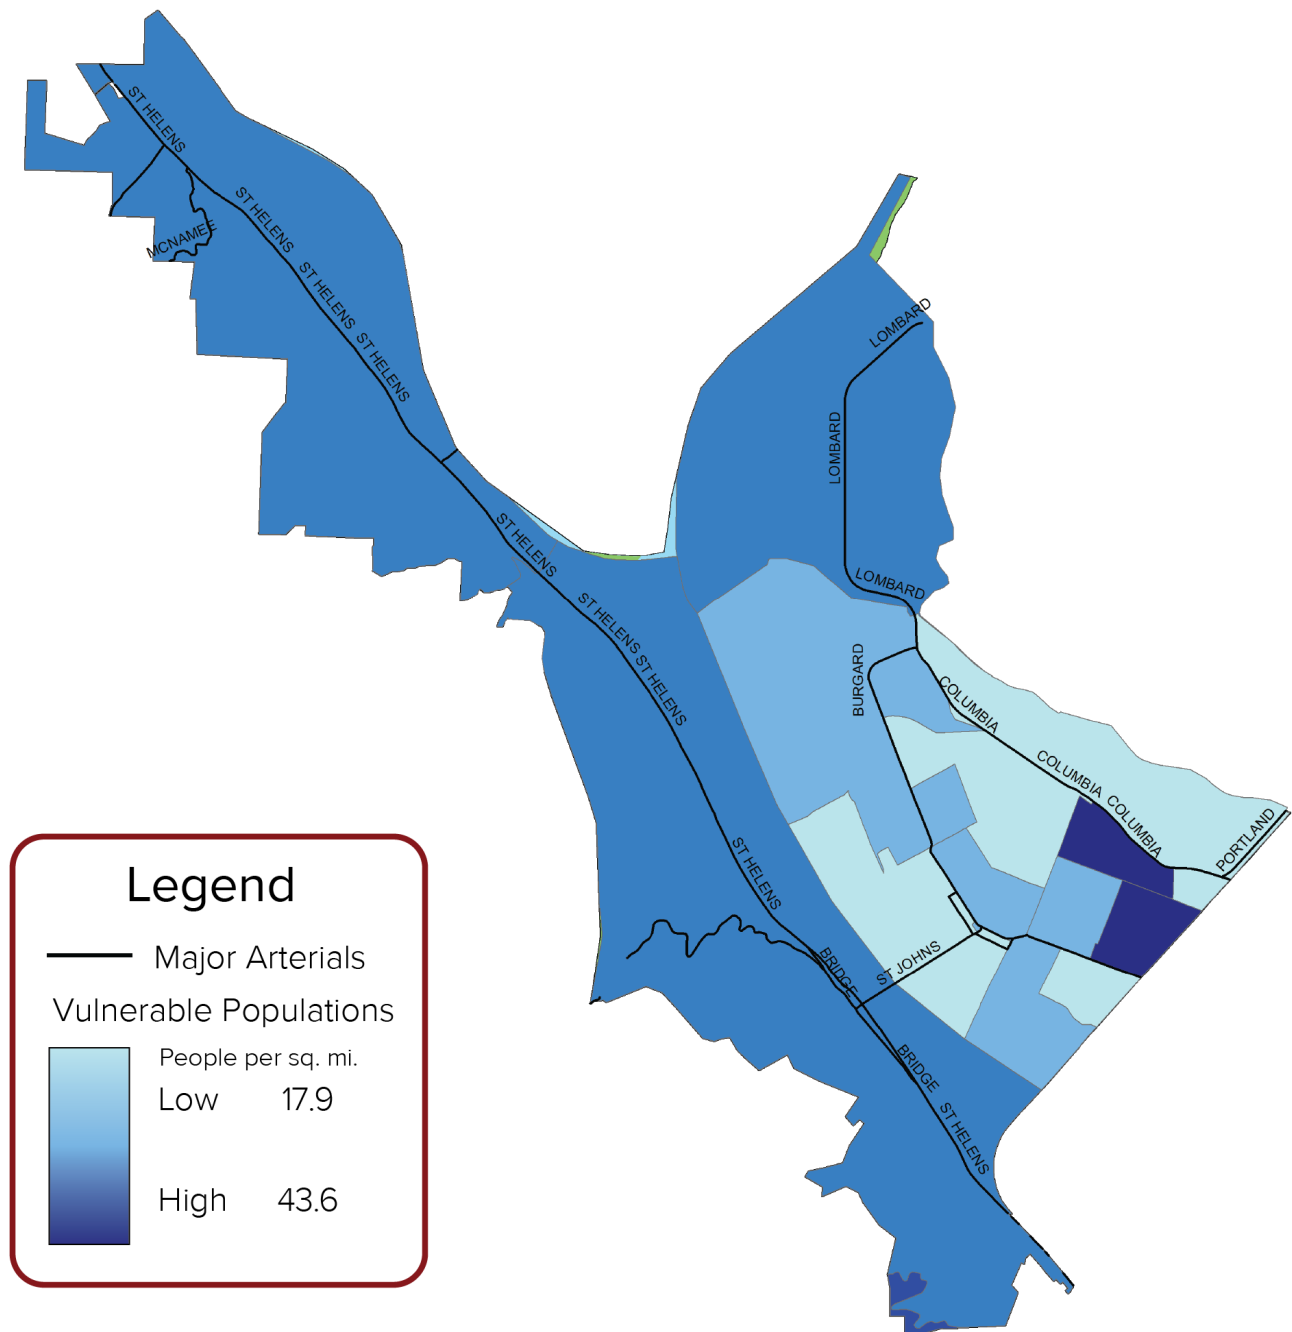 ST HELENS
ST HELENS
MCNAMEE
ST HELENS
ST HELENS
LOMBARD
LOMBARD
ST HELENS
LOMBARD
ST HELENS
ST HELENS
BURGARD
COLUMBIA
COLUMBIA
COLUMBIA
PORTLAND
ST HELENS
BRIDGE
ST JOHNS
BRIDGE
ST HELENS
Legend
Major Arterials
Vulnerable Populations
People per sq. mi.
Low 17.9
High 43.6